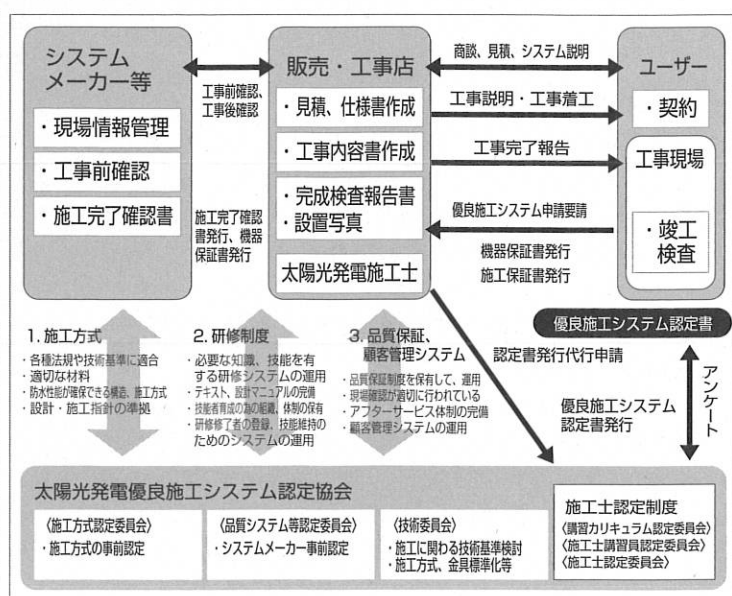 システム
メーカー等
・現場情報管理
・工事前確認
・施工完了確認書
工事前確認、
工事後確認
施工完了確認
書発行、機器
保証書発行
販売・工事店
・見積、仕様書作成
・工事内容書作成
・完成検査報告書
・設置写真
太陽光発電施工士
商談、見積、システム説明
工事説明・工事着工
工事完了報告
優良施工システム申請要請
機器保証書発行
施工保証書発行
ユーザー
・契約
工事現場
・竣工
検査
優良施工システム認定書
1. 施工方式
・各種法規や技術基準に適合
・適切な材料
・防水性能が確保できる構造、施工方式
・設計・施工指針の準拠
2. 研修制度
・必要な知識、技能を有
する研修システムの運用
・テキスト、設計マニュアルの完備
・技能者育成の為の組織、体制の保有
・研修修了者の登録、技能維持の
ためのシステムの運用
3. 品質保証、
顧客管理システム
・品質保証制度を保有して、運用
・現場確認が適切に行われている
・アフターサービス体制の完備
・顧客管理システムの運用
認定書発行代行申請
優良施工システム
認定書発行
アンケート
太陽光発電優良施工システム認定協会
〈施工方式認定委員会〉
・施工方式の事前認定
〈品質システム等認定委員会〉
・システムメーカー事前認定
〈技術委員会〉
・施工に関わる技術基準検討
・施工方式、金具標準化等
施工士認定制度
〈講習カリキュラム認定委員会〉
〈施工士講習員認定委員会〉
〈施工士認定委員会〉